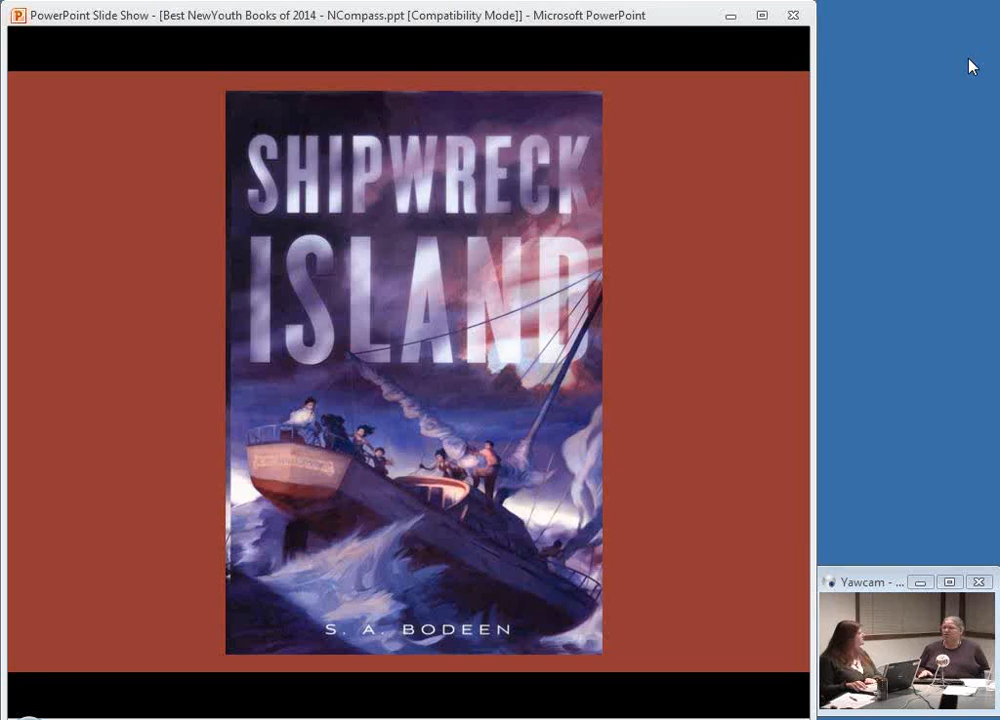 PowerPoint Slide Show - [Best NewYouth Books of 2014 - NCompass.ppt [Compatibility Mode]] - Microsoft PowerPoint
SHIPWRECK
ISLAND
S. A. BODEEN
Yawcam - ...